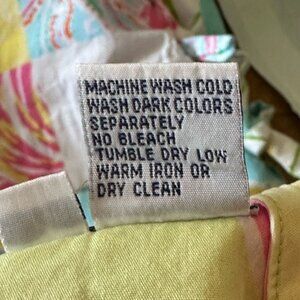 MACHINE WASH COLD
WASH DARK COLORS
SEPARATELY
NO BLEACH
TUMBLE DRY LOW
WARM IRON OR
DRY CLEAN